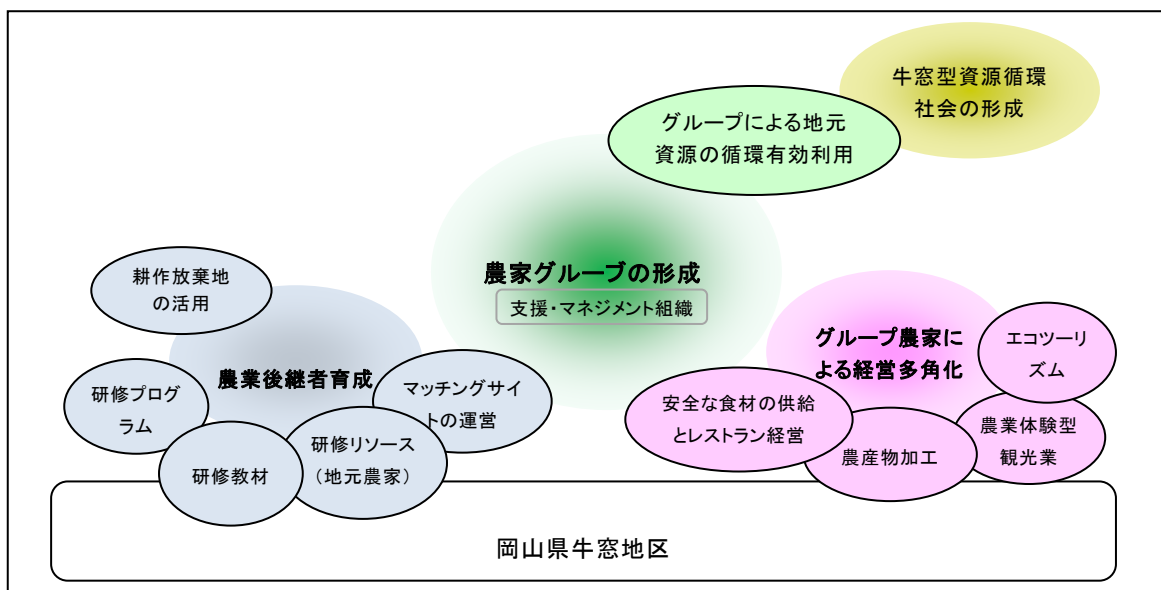 牛窓型資源循環
社会の形成
グループによる地元
資源の循環有効利用
農家グループの形成
支援・マネジメント組織
耕作放棄地
の活用
農業後継者育成
研修プログ
ラム
マッチングサイ
トの運営
研修教材
研修リソース
（地元農家）
グループ農家に
よる経営多角化
エコツーリ
ズム
安全な食材の供給
とレストラン経営
農産物加工
農業体験型
観光業
岡山県牛窓地区